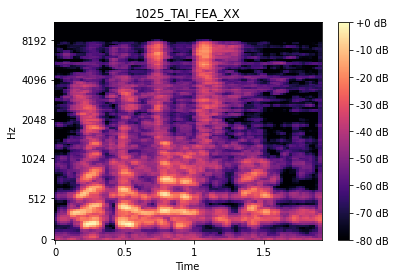 1025_TAI_FEA_XX
Hz
8192
4096
2048
1024
512
0
0
0.5
1
1.5
Time
+0 dB
-10 dB
-20 dB
-30 dB
-40 dB
-50 dB
-60 dB
-70 dB
-80 dB